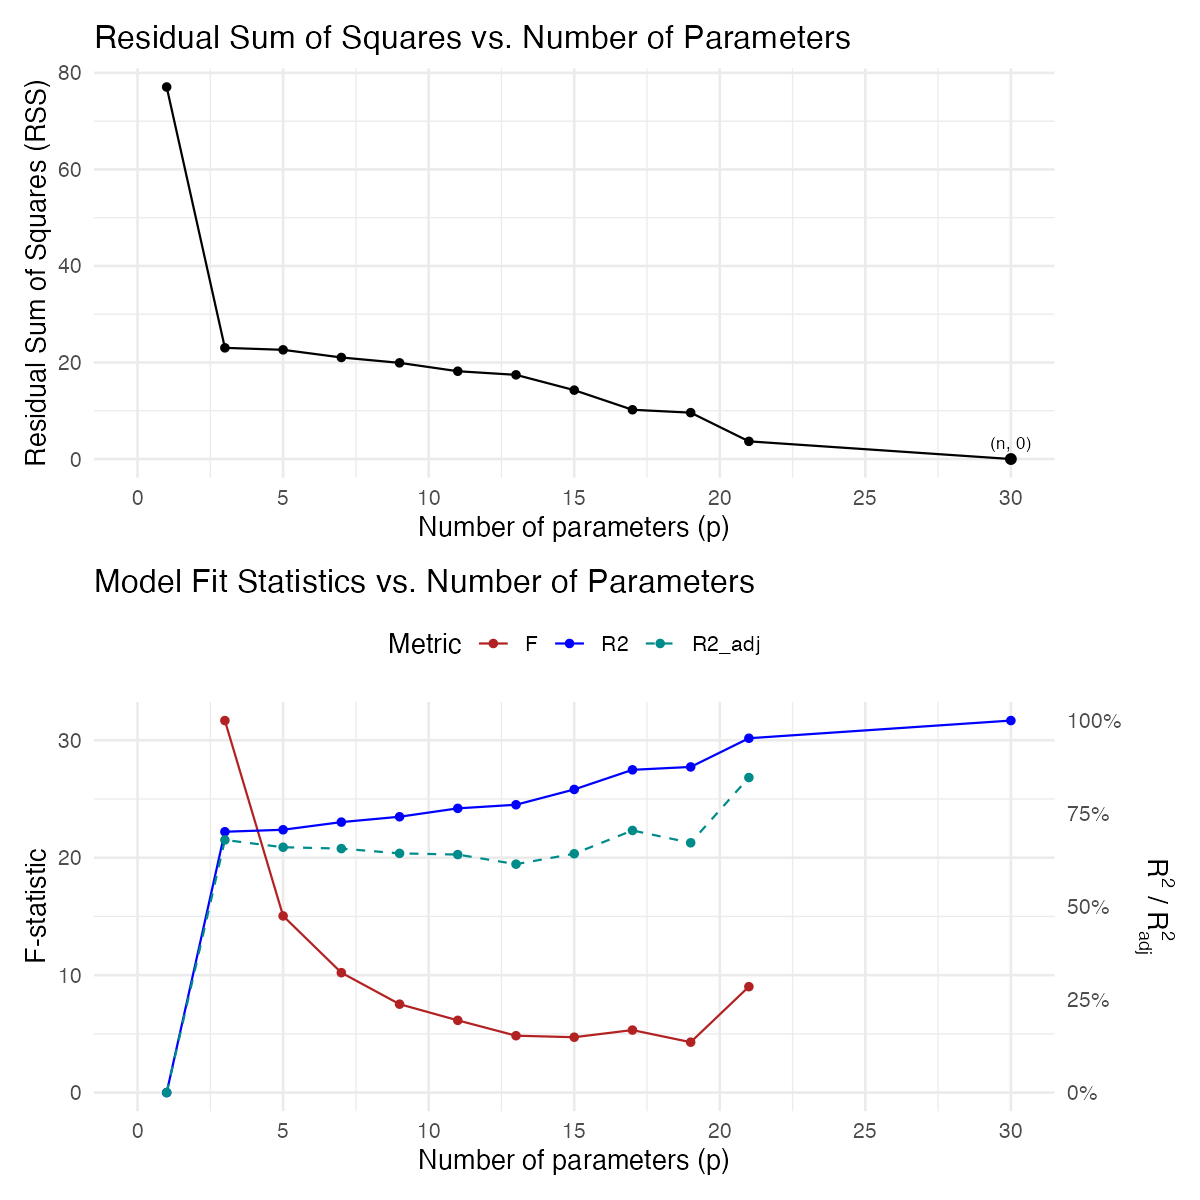 Residual Sum of Squares vs. Number of Parameters
Residual Sum of Squares (RSS)
80
60
40
20
0
(n, 0)
0 5 10 15 20 25 30
Number of parameters (p)
Model Fit Statistics vs. Number of Parameters
Metric F R2 R2_adj
F-statistic
30
20
10
0
100%
75%
50%
25%
0%
R² / R²adj
0 5 10 15 20 25 30
Number of parameters (p)